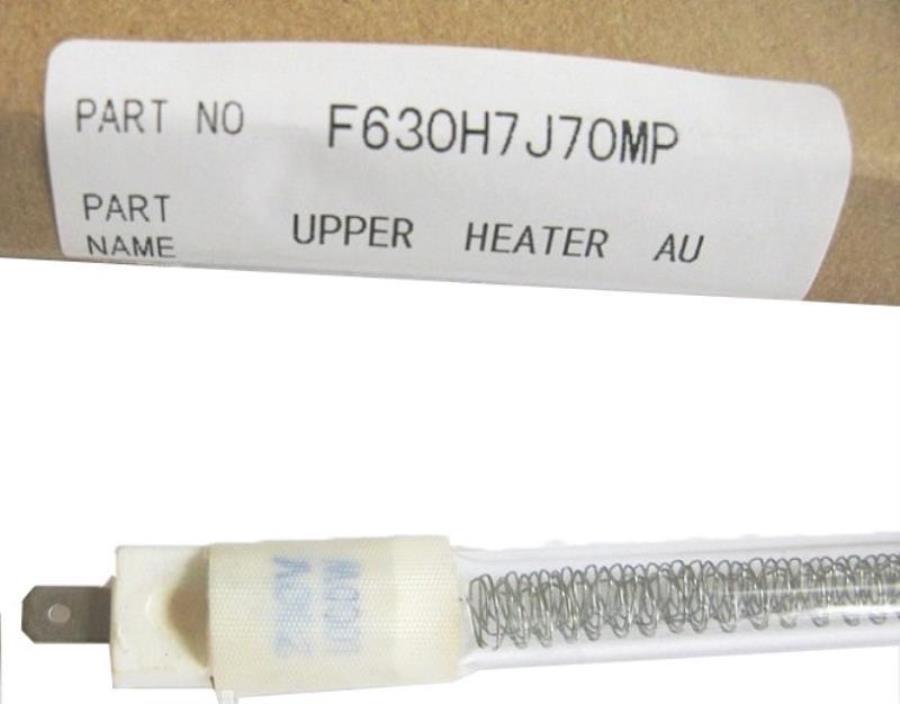 PART NO F630H7J70MP
PART
NAME UPPER HEATER AU